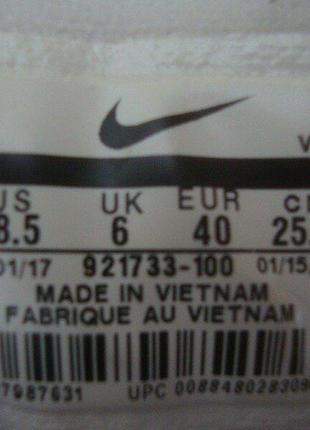 US UK EUR
8.5 6 40 25
01/17 921733-100 01/15
MADE IN VIETNAM
FABRIQUE AU VIETNAM
7987631 UPC 008848028309